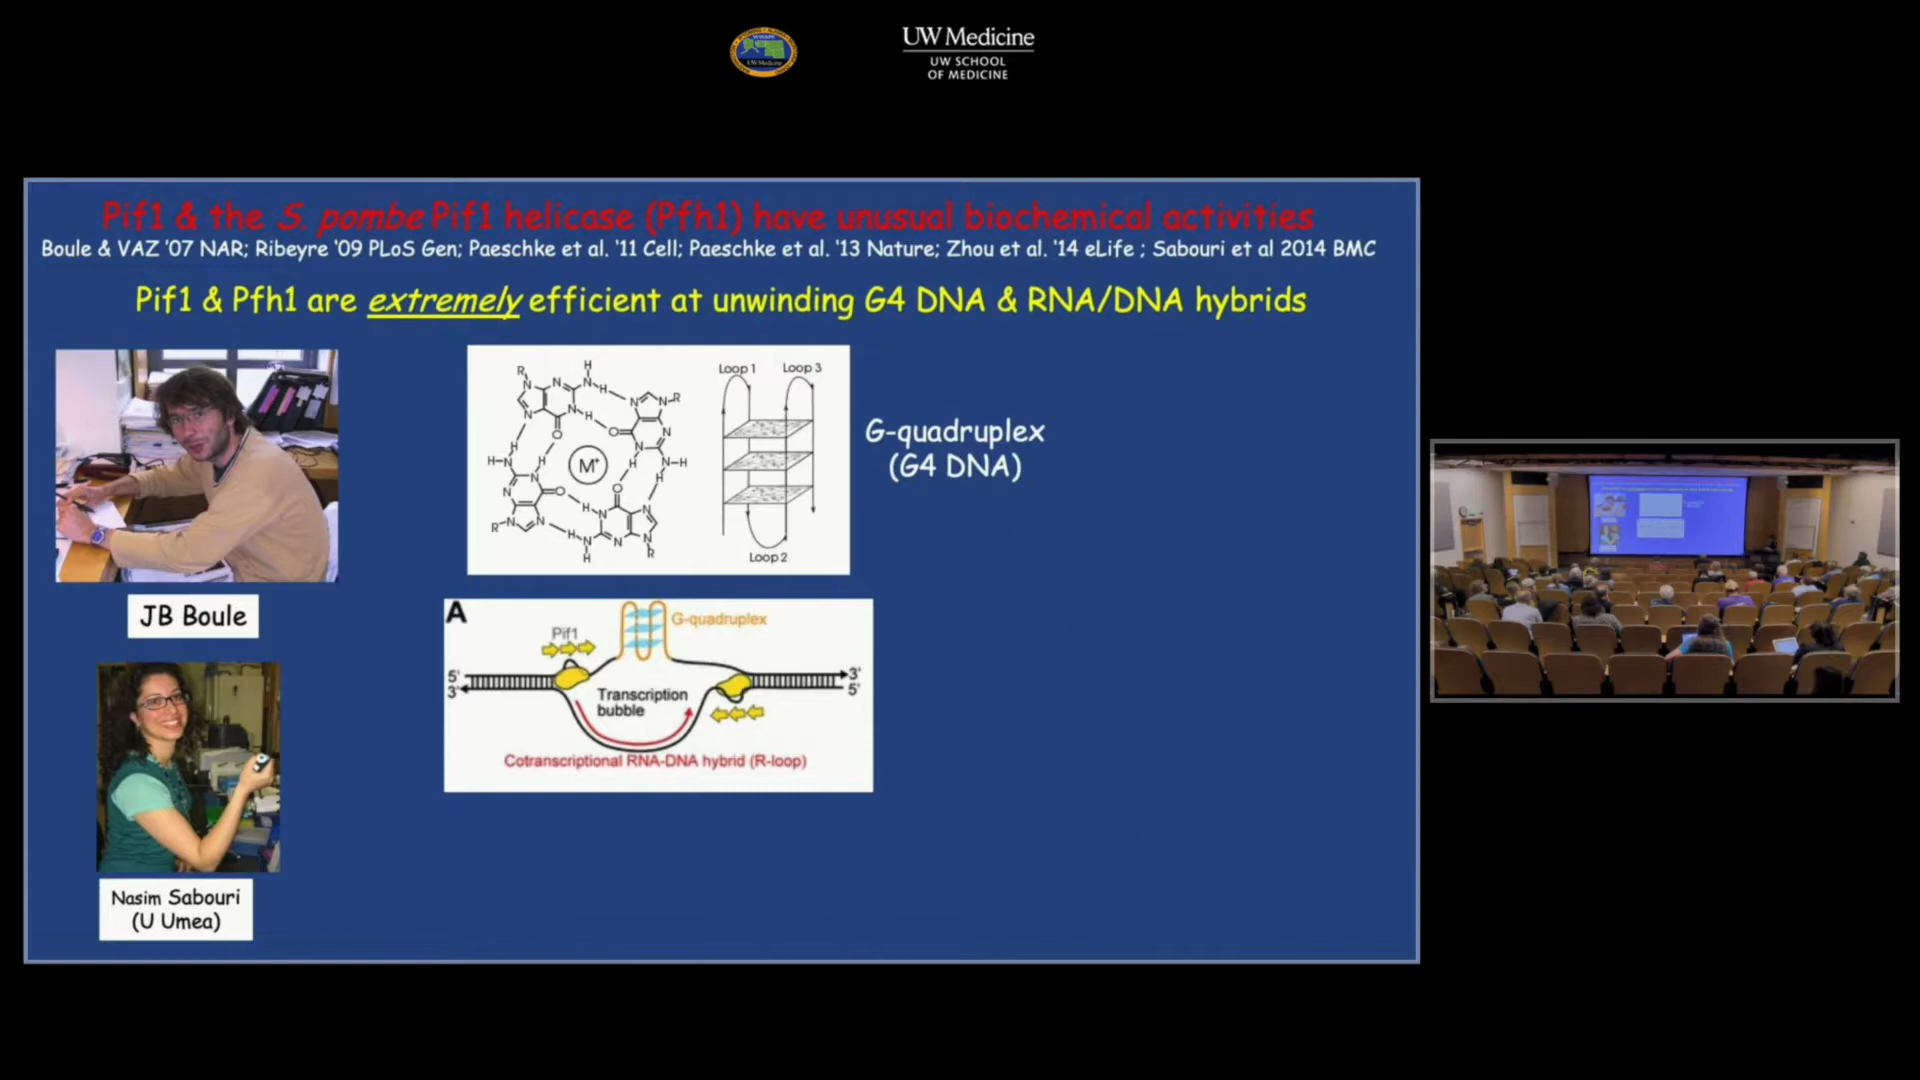 UW Medicine
UW SCHOOL
OF MEDICINE
Pif1 & the S. pombe Pif1 helicase (Pfh1) have unusual biochemical activities
Boule & VAZ '07 NAR; Ribeyre '09 PLoS Gen; Paeschke et al. '11 Cell; Paeschke et al. '13 Nature; Zhou et al. '14 eLife ; Sabouri et al 2014 BMC
Pif1 & Pfh1 are extremely efficient at unwinding G4 DNA & RNA/DNA hybrids
M+
Loop 1
Loop 3
Loop 2
G-quadruplex
(G4 DNA)
JB Boule
A
G-quadruplex
Pif1
5'
3'
3'
5'
Transcription
bubble
Cotranscriptional RNA-DNA hybrid (R-loop)
Nasim Sabouri
(U Umea)